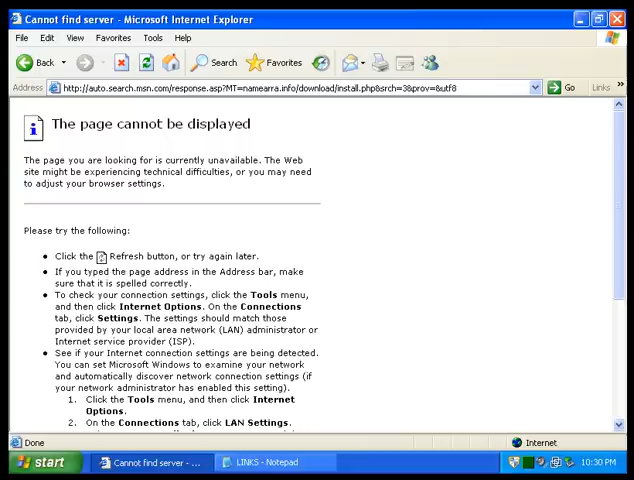 Cannot find server - Microsoft Internet Explorer
File Edit View Favorites Tools Help
Back Search Favorites
Address http://auto.search.msn.com/response.asp?MT=namearra.info/download/install.php&srch=3&prov=&utf8 Go Links »
The page cannot be displayed
The page you are looking for is currently unavailable. The Web
site might be experiencing technical difficulties, or you may need
to adjust your browser settings.
Please try the following:
• Click the Refresh button, or try again later.
• If you typed the page address in the Address bar, make
sure that it is spelled correctly.
• To check your connection settings, click the Tools menu,
and then click Internet Options. On the Connections
tab, click Settings. The settings should match those
provided by your local area network (LAN) administrator or
Internet service provider (ISP).
• See if your Internet connection settings are being detected.
You can set Microsoft Windows to examine your network
and automatically discover network connection settings (if
your network administrator has enabled this setting).
1. Click the Tools menu, and then click Internet
Options.
2. On the Connections tab, click LAN Settings.
Done Internet
start Cannot find server - ... LINKS - Notepad 10:30 PM